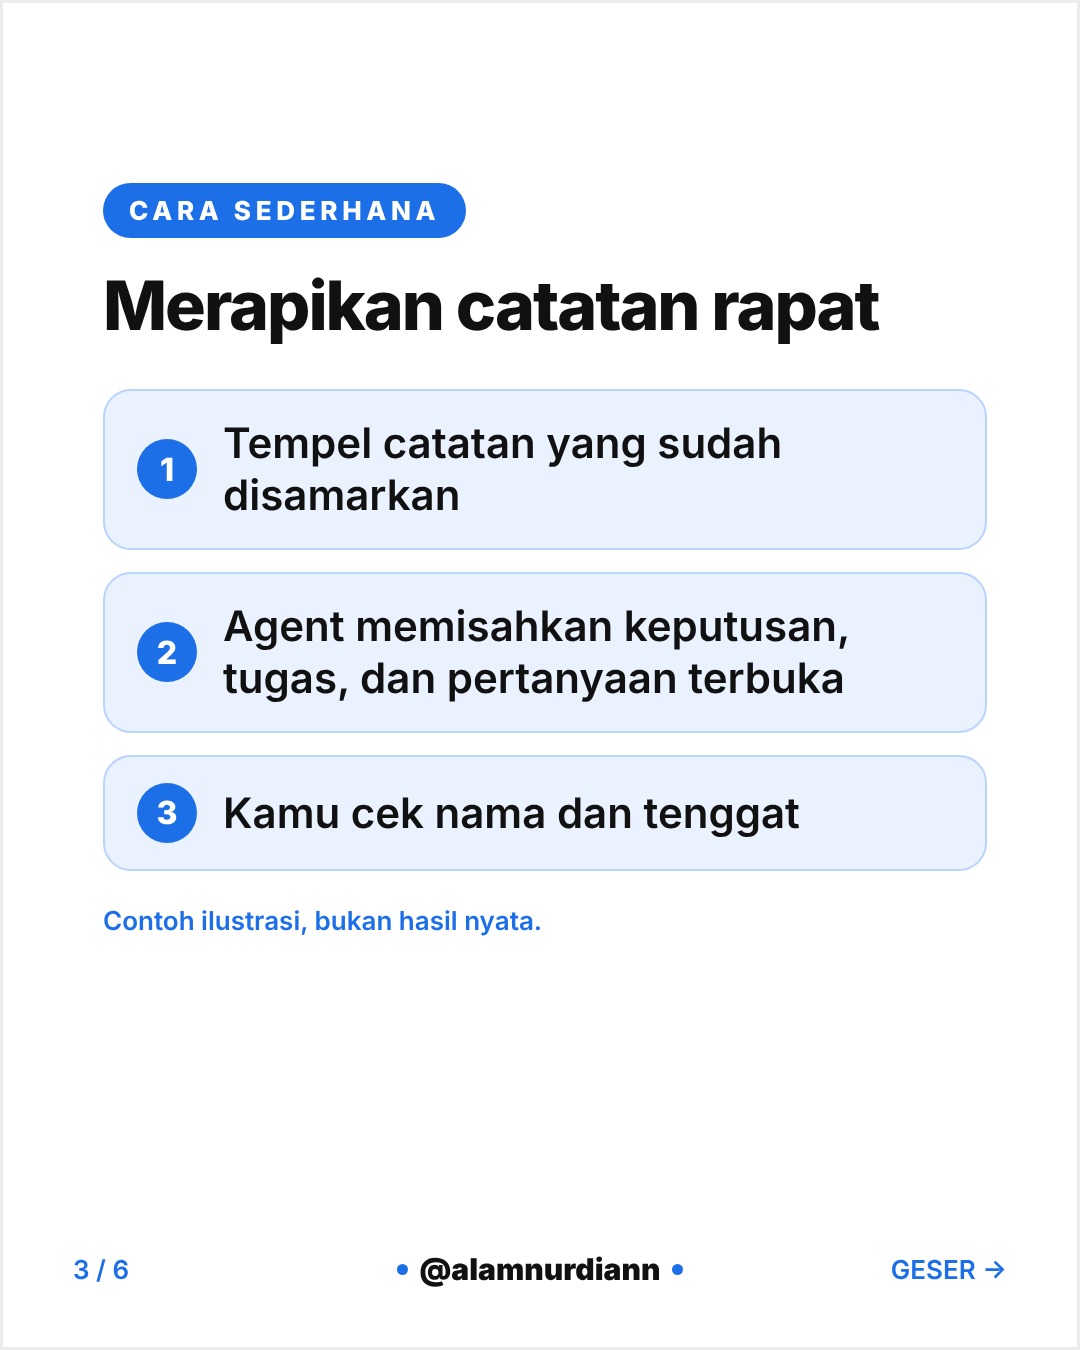 CARA SEDERHANA
Merapikan catatan rapat
1
Tempel catatan yang sudah
disamarkan
2
Agent memisahkan keputusan,
tugas, dan pertanyaan terbuka
3
Kamu cek nama dan tenggat
Contoh ilustrasi, bukan hasil nyata.
3 / 6
• @alamnurdiann •
GESER →